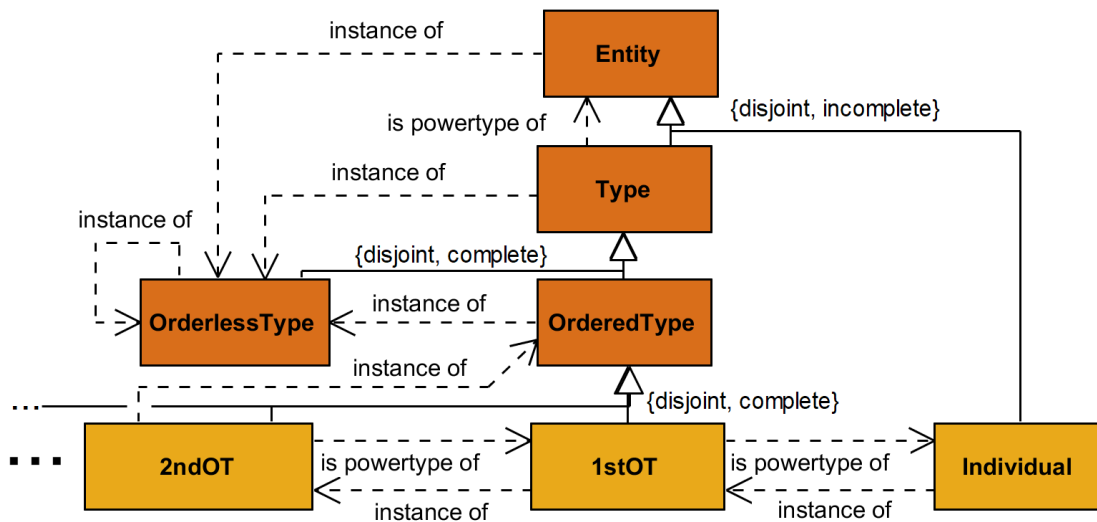 instance of
Entity
{disjoint, incomplete}
is powertype of
instance of
Type
instance of
{disjoint, complete}
OrderlessType
instance of
OrderedType
instance of
{disjoint, complete}
...
...
2ndOT
is powertype of
instance of
1stOT
is powertype of
instance of
Individual